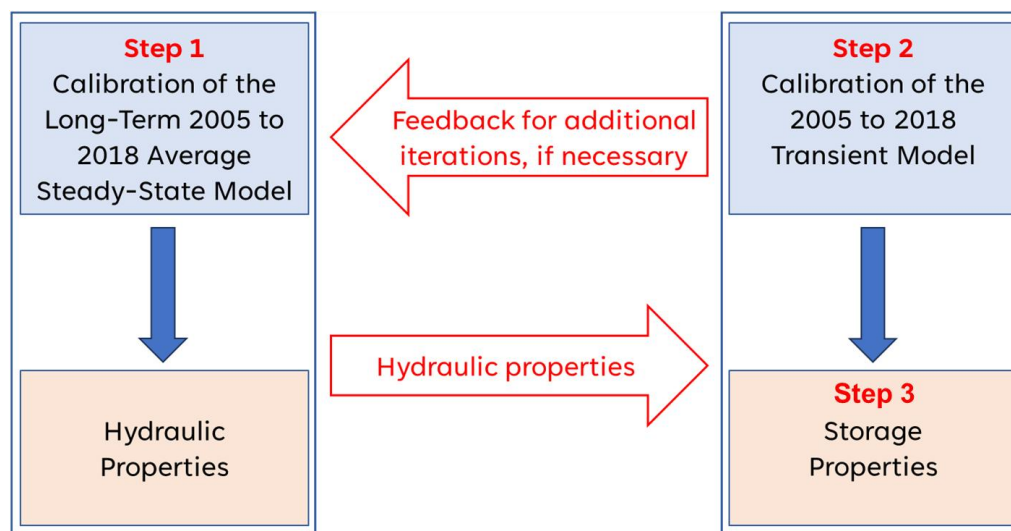 Step 1
Calibration of the
Long-Term 2005 to
2018 Average
Steady-State Model
Hydraulic
Properties
Feedback for additional
iterations, if necessary
Hydraulic properties
Step 2
Calibration of the
2005 to 2018
Transient Model
Step 3
Storage
Properties